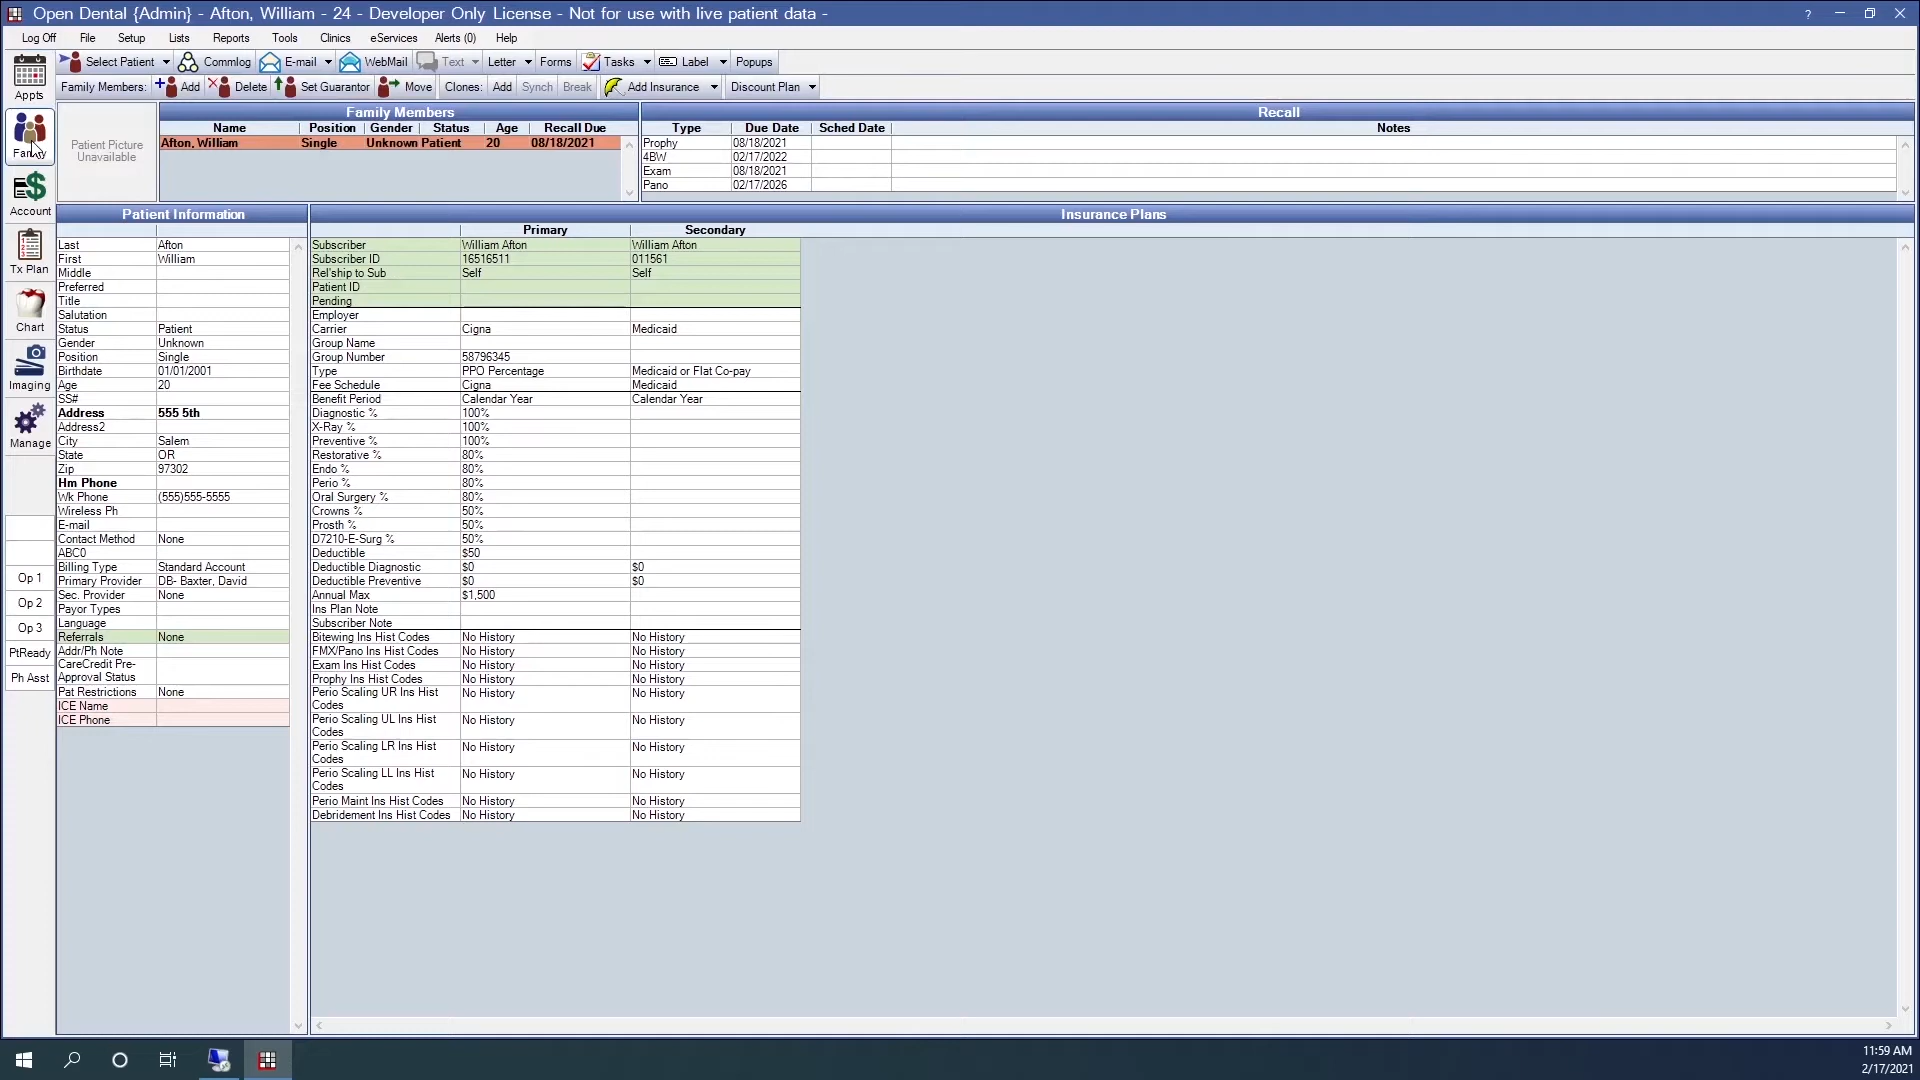 Open Dental {Admin} - Afton, William - 24 - Developer Only License - Not for use with live patient data -
Log Off File Setup Lists Reports Tools Clinics eServices Alerts (0) Help
Select Patient Commlog E-mail WebMail Text Letter Forms Tasks Label Popups
Family Members: Add Delete Set Guarantor Move Clones: Add Synch Break Add Insurance Discount Plan
Appts
Family
Account
Tx Plan
Chart
Imaging
Manage
Op 1
Op 2
Op 3
PtReady
Ph Asst
Patient Picture
Unavailable
Family Members
Name Position Gender Status Age Recall Due
Afton, William Single Unknown Patient 20 08/18/2021
Recall
Type Due Date Sched Date Notes
Prophy 08/18/2021
4BW 02/17/2022
Exam 08/18/2021
Pano 02/17/2026
Patient Information
Last Afton
First William
Middle
Preferred
Title
Salutation
Status Patient
Gender Unknown
Position Single
Birthdate 01/01/2001
Age 20
SS#
Address 555 5th
Address2
City Salem
State OR
Zip 97302
Hm Phone
Wk Phone (555)555-5555
Wireless Ph
E-mail
Contact Method None
ABC0
Billing Type Standard Account
Primary Provider DB- Baxter, David
Sec. Provider None
Payor Types
Language
Referrals None
Addr/Ph Note
CareCredit Pre-
Approval Status
Pat Restrictions None
ICE Name
ICE Phone
Insurance Plans
Primary Secondary
Subscriber William Afton William Afton
Subscriber ID 16516511 011561
Rel'ship to Sub Self Self
Patient ID
Pending
Employer
Carrier Cigna Medicaid
Group Name
Group Number 58796345
Type PPO Percentage Medicaid or Flat Co-pay
Fee Schedule Cigna Medicaid
Benefit Period Calendar Year Calendar Year
Diagnostic % 100%
X-Ray % 100%
Preventive % 100%
Restorative % 80%
Endo % 80%
Perio % 80%
Oral Surgery % 80%
Crowns % 50%
Prosth % 50%
D7210-E-Surg % 50%
Deductible $50
Deductible Diagnostic $0 $0
Deductible Preventive $0 $0
Annual Max $1,500
Ins Plan Note
Subscriber Note
Bitewing Ins Hist Codes No History No History
FMX/Pano Ins Hist Codes No History No History
Exam Ins Hist Codes No History No History
Prophy Ins Hist Codes No History No History
Perio Scaling UR Ins Hist No History No History
Codes
Perio Scaling UL Ins Hist No History No History
Codes
Perio Scaling LR Ins Hist No History No History
Codes
Perio Scaling LL Ins Hist No History No History
Codes
Perio Maint Ins Hist Codes No History No History
Debridement Ins Hist Codes No History No History
11:59 AM
2/17/2021